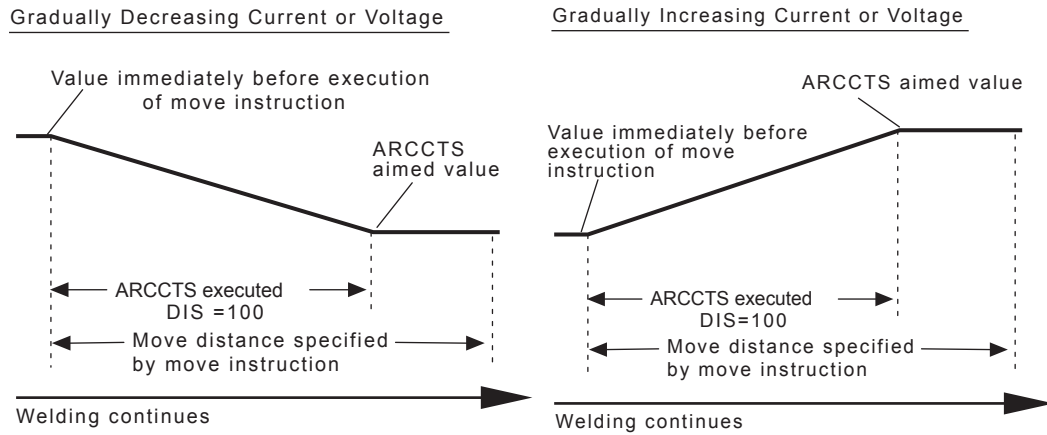 Gradually Decreasing Current or Voltage
Value immediately before execution
of move instruction
ARCCTS
aimed value
ARCCTS executed
DIS =100
Move distance specified
by move instruction
Welding continues
Gradually Increasing Current or Voltage
ARCCTS aimed value
Value immediately before
execution of move
instruction
ARCCTS executed
DIS=100
Move distance specified
by move instruction
Welding continues